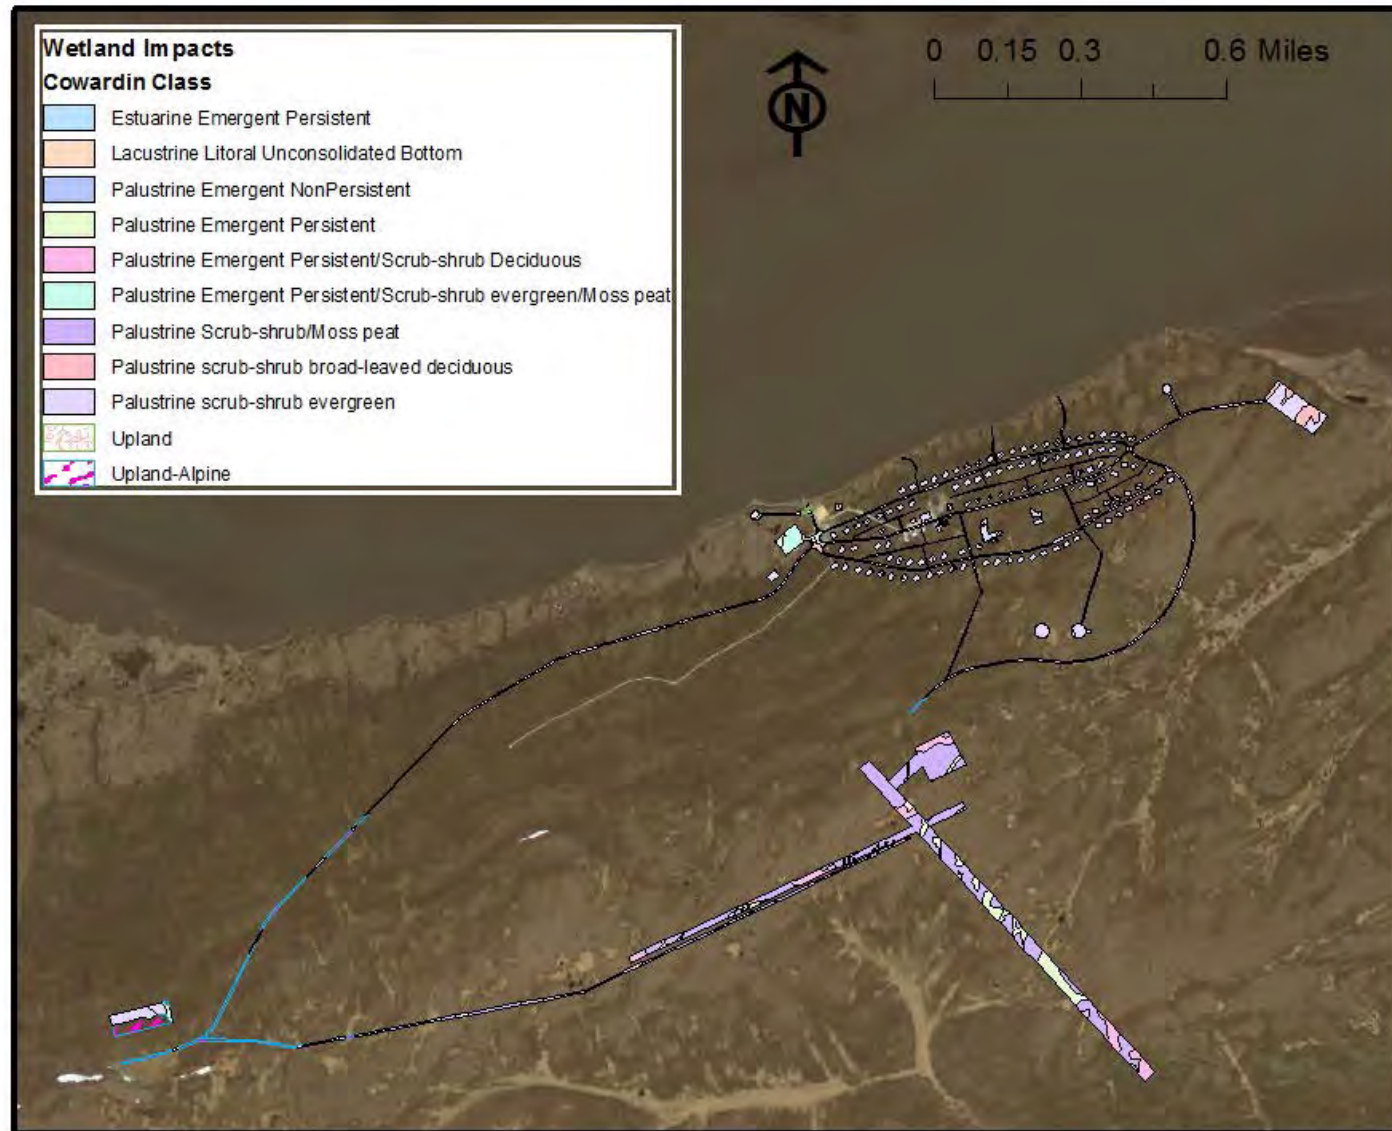 Wetland Impacts
Cowardin Class
Estuarine Emergent Persistent
Lacustrine Litoral Unconsolidated Bottom
Palustrine Emergent NonPersistent
Palustrine Emergent Persistent
Palustrine Emergent Persistent/Scrub-shrub Deciduous
Palustrine Emergent Persistent/Scrub-shrub evergreen/Moss peat
Palustrine Scrub-shrub/Moss peat
Palustrine scrub-shrub broad-leaved deciduous
Palustrine scrub-shrub evergreen
Upland
Upland-Alpine
N
0 0.15 0.3 0.6 Miles